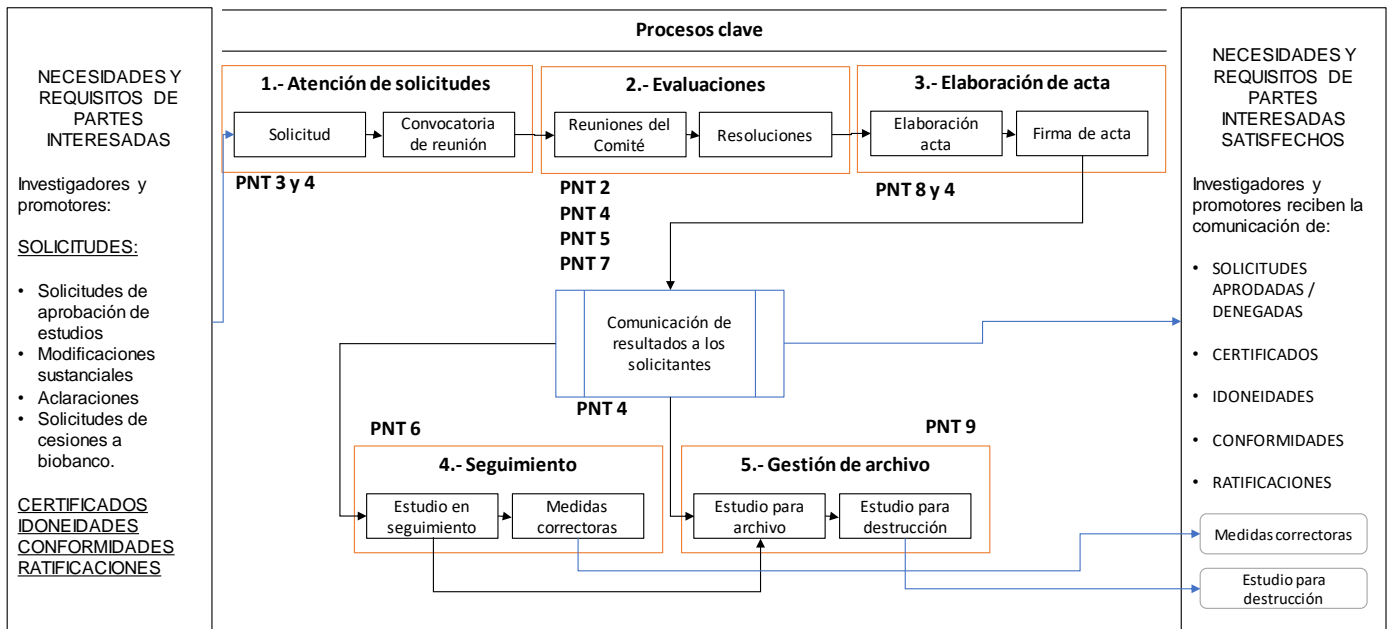 Procesos clave
NECESIDADES Y
REQUISITOS DE
PARTES
INTERESADAS
Investigadores y
promotores:
SOLICITUDES:
• Solicitudes de
aprobación de
estudios
• Modificaciones
sustanciales
• Aclaraciones
• Solicitudes de
cesiones a
biobanco.
CERTIFICADOS
IDONEIDADES
CONFORMIDADES
RATIFICACIONES
1.- Atención de solicitudes
Solicitud
Convocatoria
de reunión
PNT 3 y 4
2.- Evaluaciones
Reuniones del
Comité
Resoluciones
PNT 2
PNT 4
PNT 5
PNT 7
3.- Elaboración de acta
Elaboración
acta
Firma de acta
PNT 8 y 4
Comunicación de
resultados a los
solicitantes
PNT 4
PNT 6
4.- Seguimiento
Estudio en
seguimiento
Medidas
correctoras
PNT 9
5.- Gestión de archivo
Estudio para
archivo
Estudio para
destrucción
NECESIDADES Y
REQUISITOS DE
PARTES
INTERESADAS
SATISFECHOS
Investigadores y
promotores reciben la
comunicación de:
• SOLICITUDES
APRODADAS /
DENEGADAS
• CERTIFICADOS
• IDONEIDADES
• CONFORMIDADES
• RATIFICACIONES
Medidas correctoras
Estudio para
destrucción